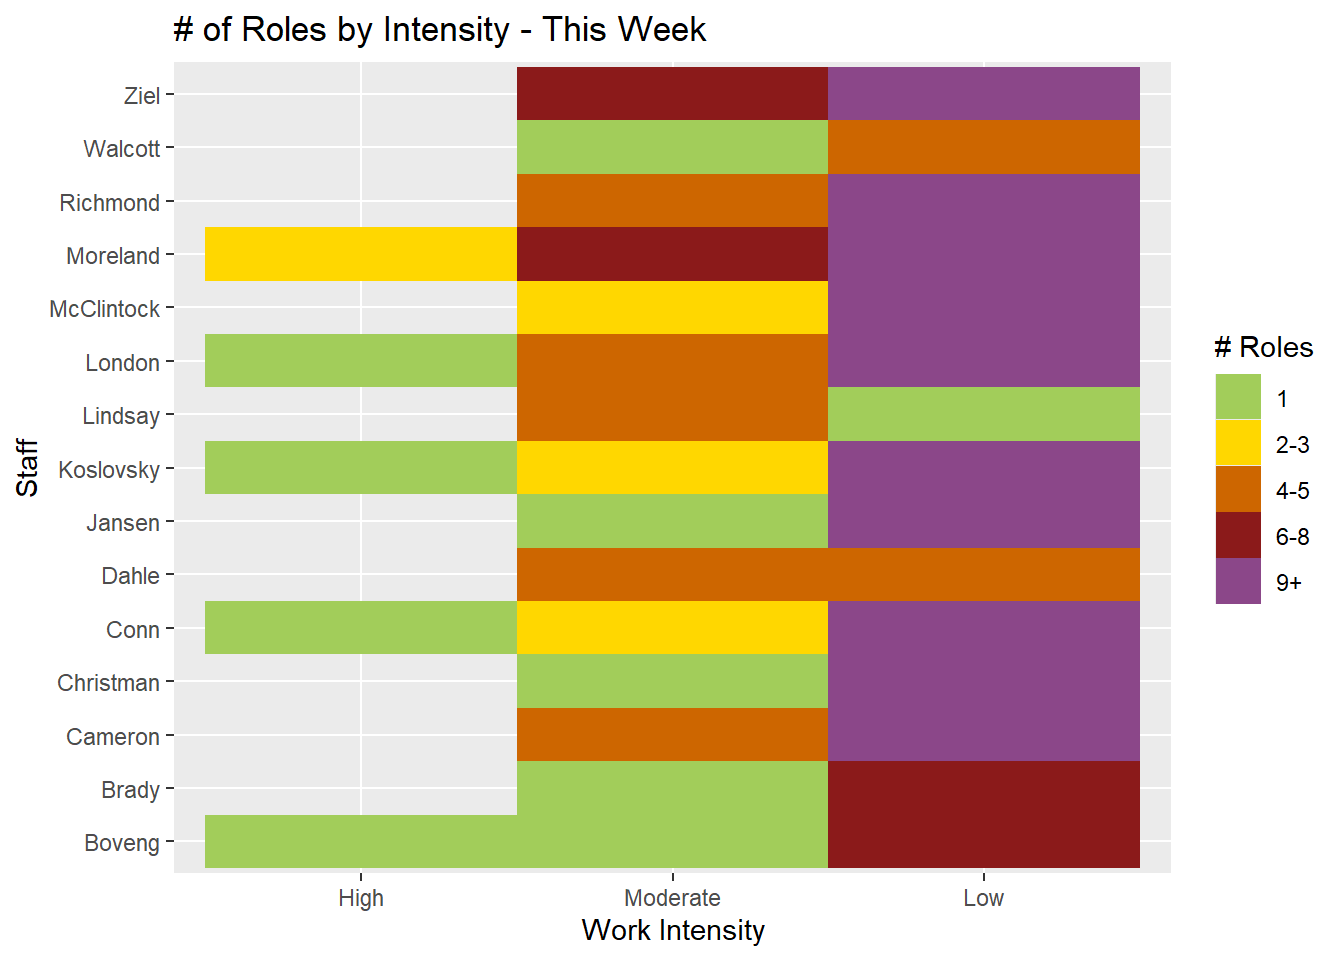 # of Roles by Intensity - This Week
Ziel
Walcott
Richmond
Moreland
McClintock
London
Lindsay
Koslovsky
Jansen
Dahle
Conn
Christman
Cameron
Brady
Boveng
Staff
High
Moderate
Low
Work Intensity
# Roles
1
2-3
4-5
6-8
9+